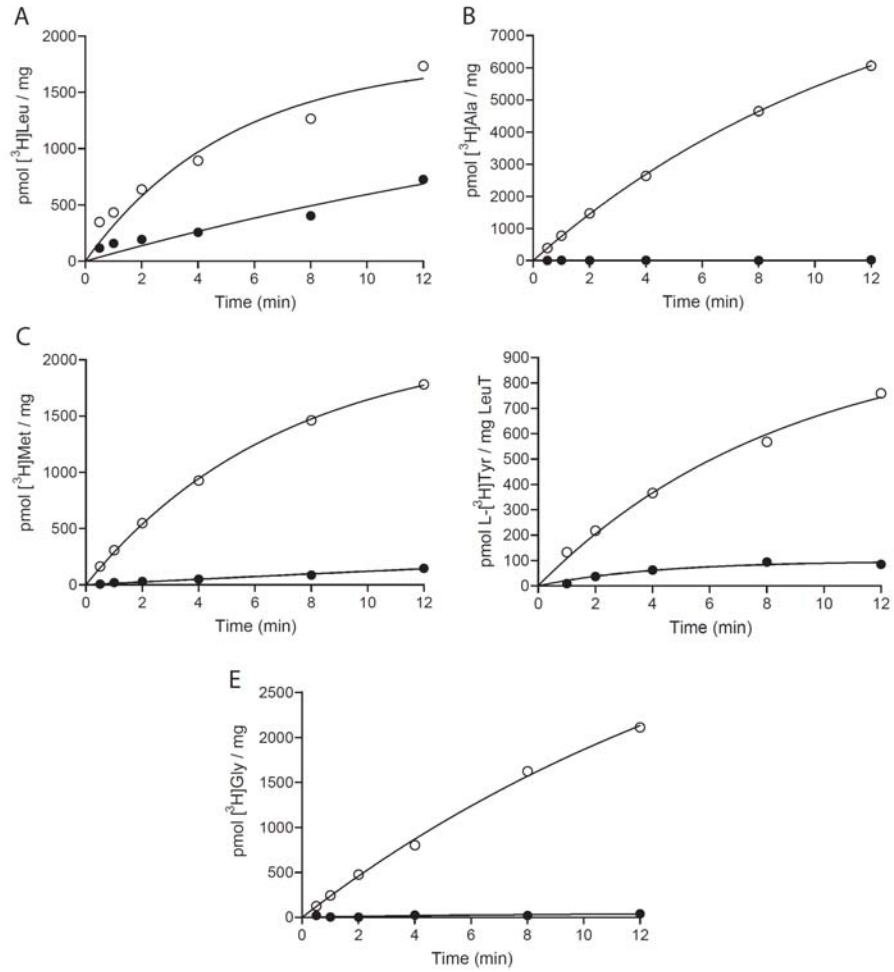 A
pmol [³H]Leu / mg
2000
1500
1000
500
0
0 2 4 6 8 10 12
Time (min)
B
pmol [³H]Ala / mg
7000
6000
5000
4000
3000
2000
1000
0
0 2 4 6 8 10 12
Time (min)
C
pmol [³H]Met / mg
2000
1500
1000
500
0
0 2 4 6 8 10 12
Time (min)
pmol L-[³H]Tyr / mg LeuT
900
800
700
600
500
400
300
200
100
0
0 2 4 6 8 10 12
Time (min)
E
pmol [³H]Gly / mg
2500
2000
1500
1000
500
0
0 2 4 6 8 10 12
Time (min)